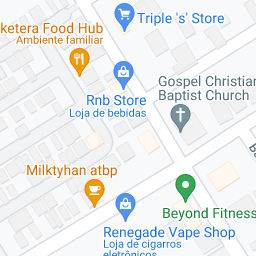 Triple 's' Store
ketera Food Hub
Ambiente familiar
Rnb Store
Loja de bebidas
Gospel Christian
Baptist Church
Milktyhan atbp
Beyond Fitness
Renegade Vape Shop
Loja de cigarros
eletrônicos